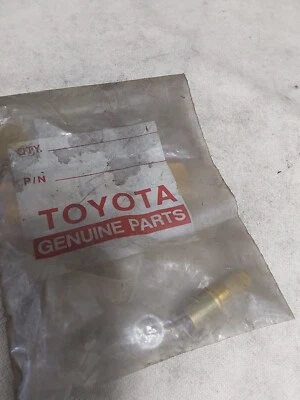 QTY.
P/N
TOYOTA
GENUINE PARTS